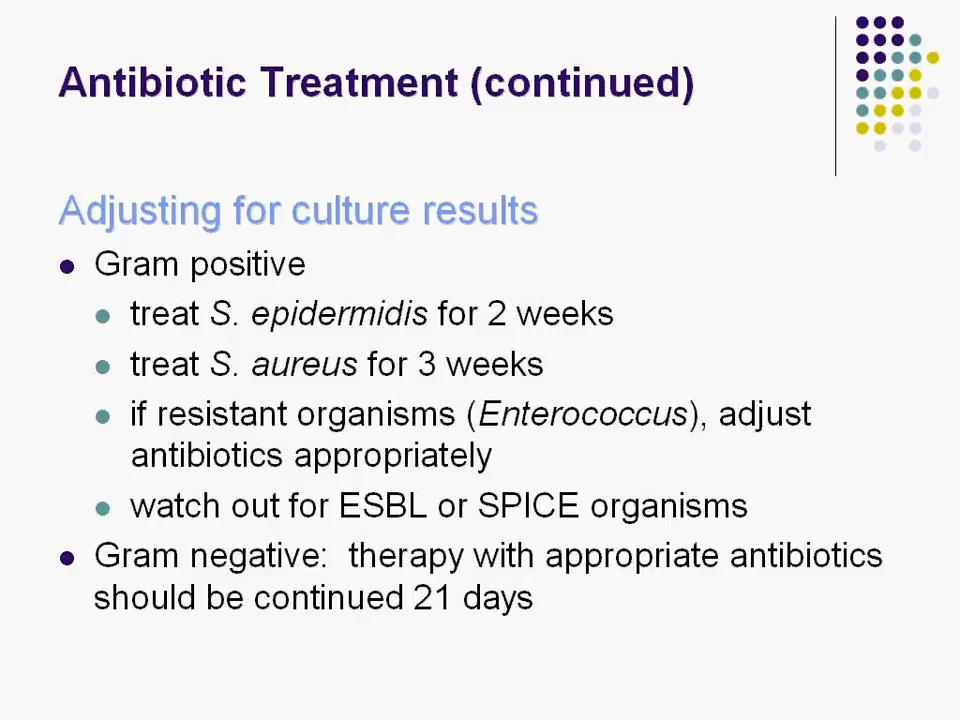 Antibiotic Treatment (continued)
Adjusting for culture results
Gram positive
treat S. epidermidis for 2 weeks
treat S. aureus for 3 weeks
if resistant organisms (Enterococcus), adjust
antibiotics appropriately
watch out for ESBL or SPICE organisms
Gram negative: therapy with appropriate antibiotics
should be continued 21 days